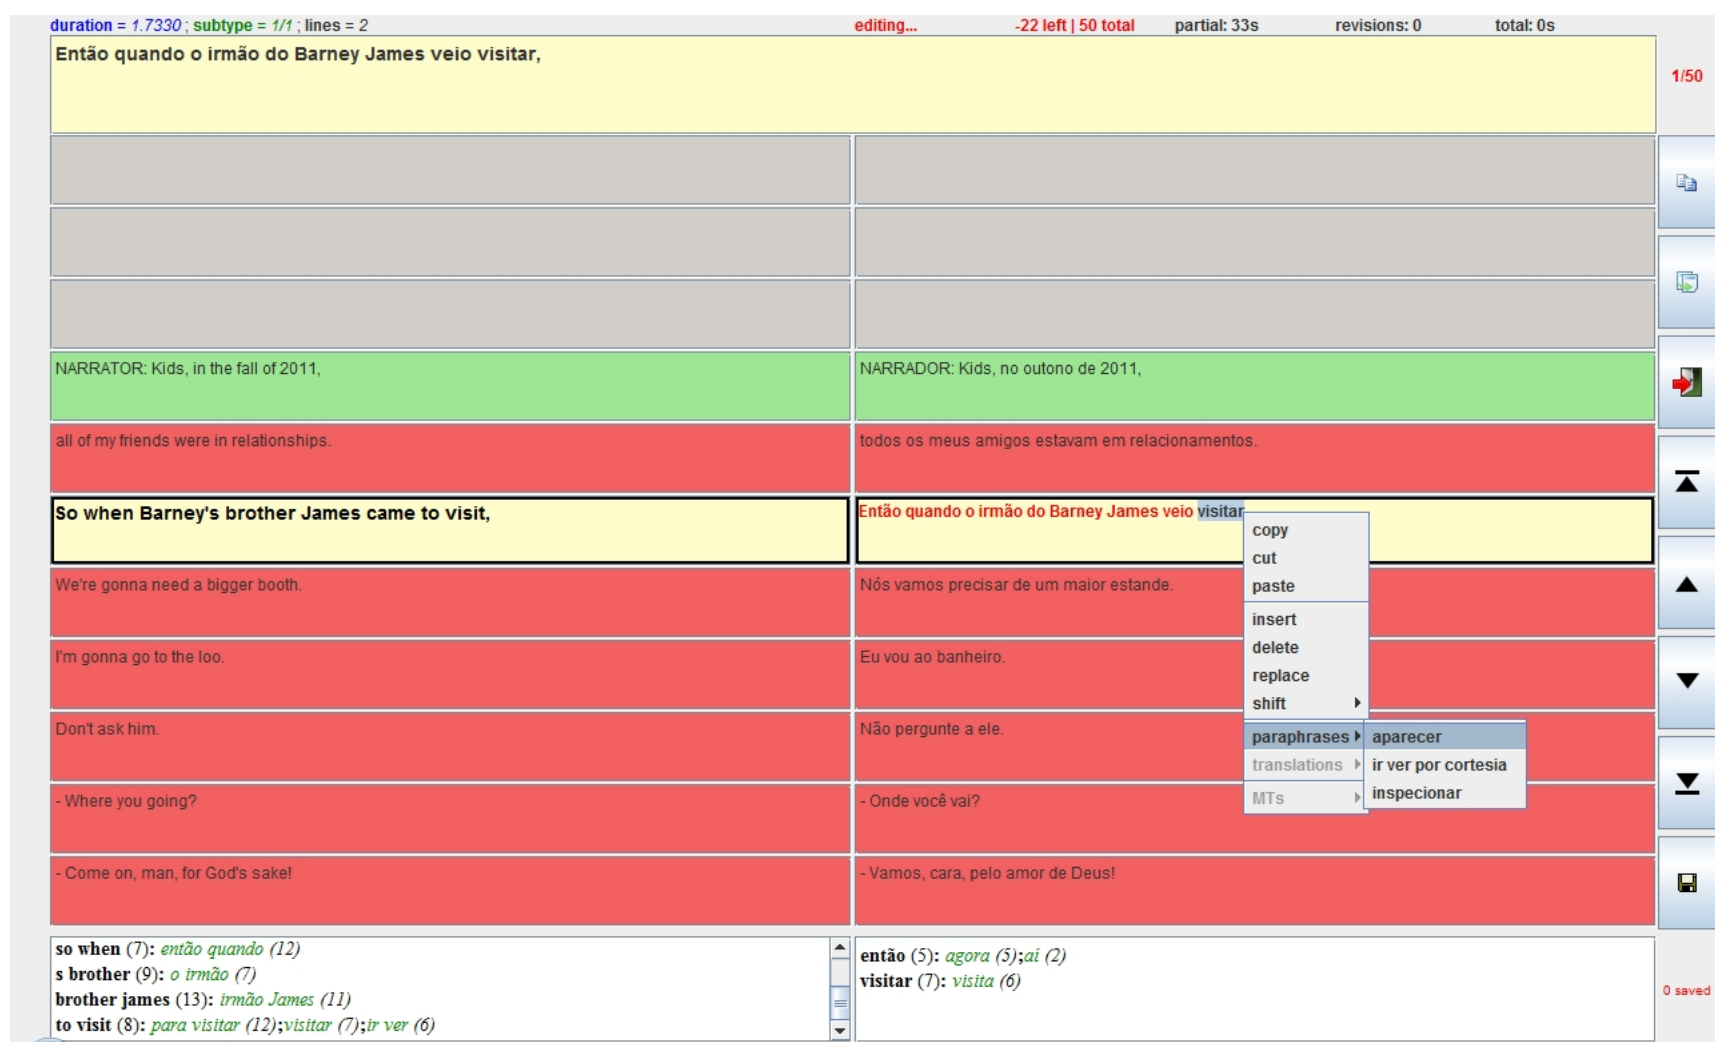 duration = 1.7330 ; subtype = 1/1 ; lines = 2 editing... -22 left | 50 total partial: 33s revisions: 0 total: 0s
Então quando o irmão do Barney James veio visitar,
1/50
NARRATOR: Kids, in the fall of 2011, NARRADOR: Kids, no outono de 2011,
all of my friends were in relationships. todos os meus amigos estavam em relacionamentos.
So when Barney's brother James came to visit, Então quando o irmão do Barney James veio visitar
We're gonna need a bigger booth. Nós vamos precisar de um maior estande.
I'm gonna go to the loo. Eu vou ao banheiro.
Don't ask him. Não pergunte a ele.
- Where you going? - Onde você vai?
- Come on, man, for God's sake! - Vamos, cara, pelo amor de Deus!
copy
cut
paste
insert
delete
replace
shift
paraphrases
translations
MTs
aparecer
ir ver por cortesia
inspecionar
so when (7): então quando (12)
s brother (9): o irmão (7)
brother james (13): irmão James (11)
to visit (8): para visitar (12);visitar (7);ir ver (6)
então (5): agora (5);aí (2)
visitar (7): visita (6)
0 saved